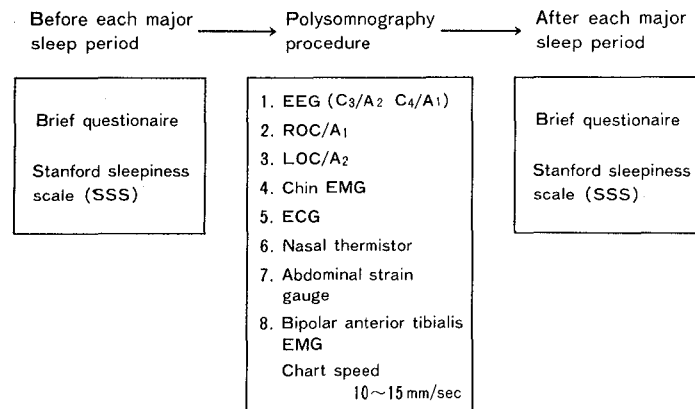 Before each major
sleep period
Polysomnography
procedure
After each major
sleep period
Brief questionaire
Stanford sleepiness
scale (SSS)
1. EEG (C₃/A₂ C₄/A₁)
2. ROC/A₁
3. LOC/A₂
4. Chin EMG
5. ECG
6. Nasal thermistor
7. Abdominal strain
gauge
8. Bipolar anterior tibialis
EMG
Chart speed
10~15mm/sec
Brief questionaire
Stanford sleepiness
scale (SSS)